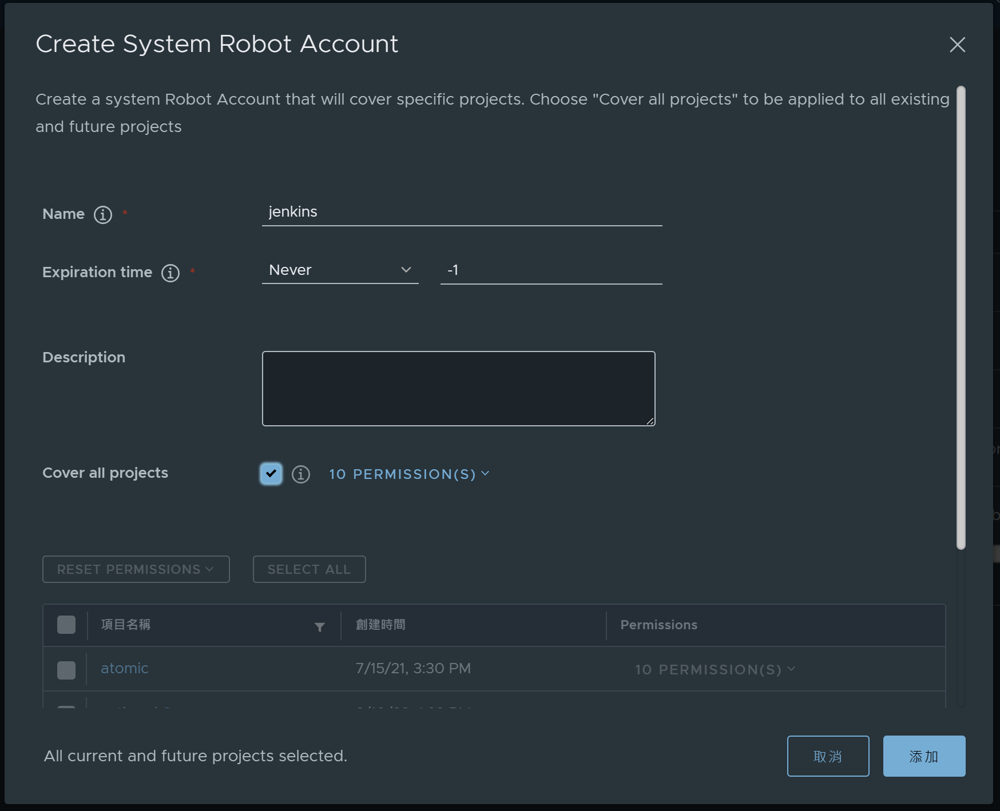 Create System Robot Account
Create a system Robot Account that will cover specific projects. Choose "Cover all projects" to be applied to all existing
and future projects
Name *
jenkins
Expiration time *
Never
-1
Description
Cover all projects
10 PERMISSION(S)
RESET PERMISSIONS
SELECT ALL
項目名稱
創建時間
Permissions
atomic
7/15/21, 3:30 PM
10 PERMISSION(S)
All current and future projects selected.
取消
添加